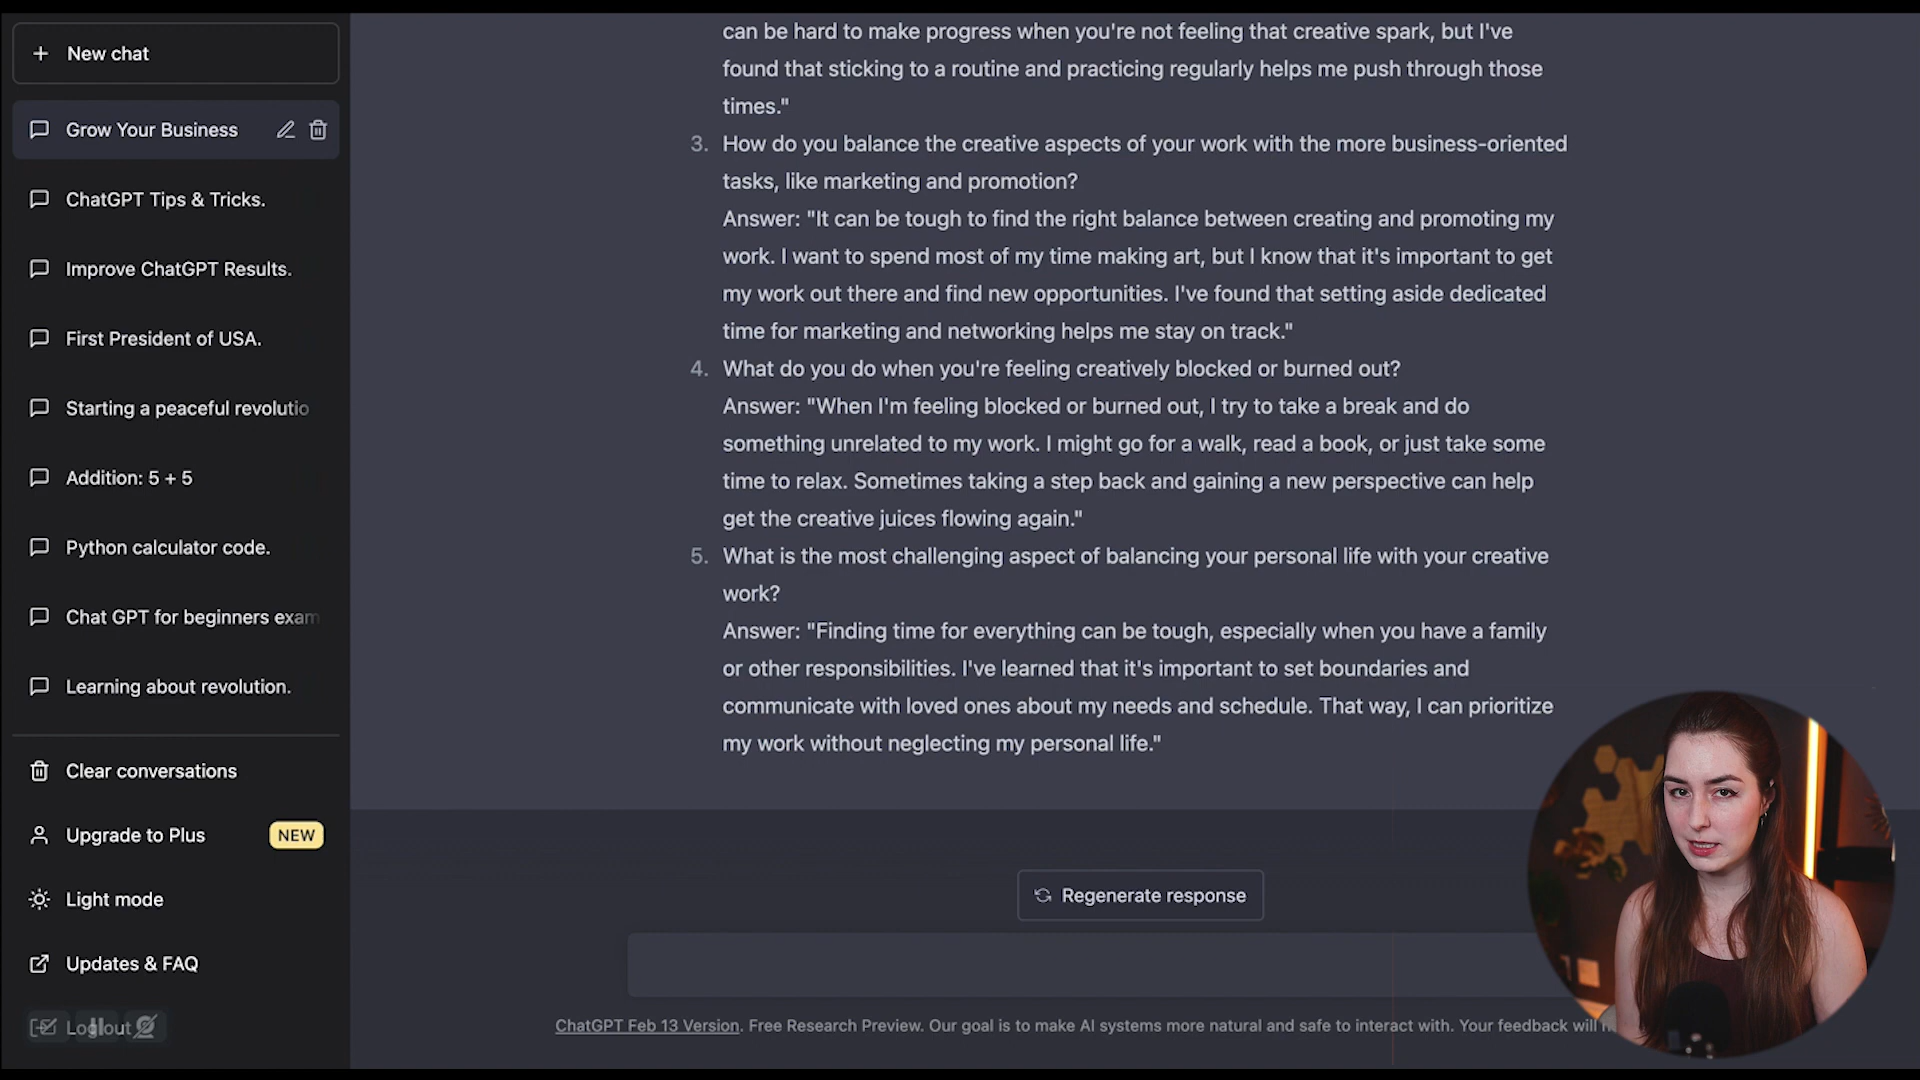 New chat
Grow Your Business
ChatGPT Tips & Tricks.
Improve ChatGPT Results.
First President of USA.
Starting a peaceful revolutio
Addition: 5 + 5
Python calculator code.
Chat GPT for beginners exam
Learning about revolution.
Clear conversations
Upgrade to Plus NEW
Light mode
Updates & FAQ
Log out
can be hard to make progress when you're not feeling that creative spark, but I've
found that sticking to a routine and practicing regularly helps me push through those
times."
3. How do you balance the creative aspects of your work with the more business-oriented
tasks, like marketing and promotion?
Answer: "It can be tough to find the right balance between creating and promoting my
work. I want to spend most of my time making art, but I know that it's important to get
my work out there and find new opportunities. I've found that setting aside dedicated
time for marketing and networking helps me stay on track."
4. What do you do when you're feeling creatively blocked or burned out?
Answer: "When I'm feeling blocked or burned out, I try to take a break and do
something unrelated to my work. I might go for a walk, read a book, or just take some
time to relax. Sometimes taking a step back and gaining a new perspective can help
get the creative juices flowing again."
5. What is the most challenging aspect of balancing your personal life with your creative
work?
Answer: "Finding time for everything can be tough, especially when you have a family
or other responsibilities. I've learned that it's important to set boundaries and
communicate with loved ones about my needs and schedule. That way, I can prioritize
my work without neglecting my personal life."
Regenerate response
ChatGPT Feb 13 Version. Free Research Preview. Our goal is to make AI systems more natural and safe to interact with. Your feedback will